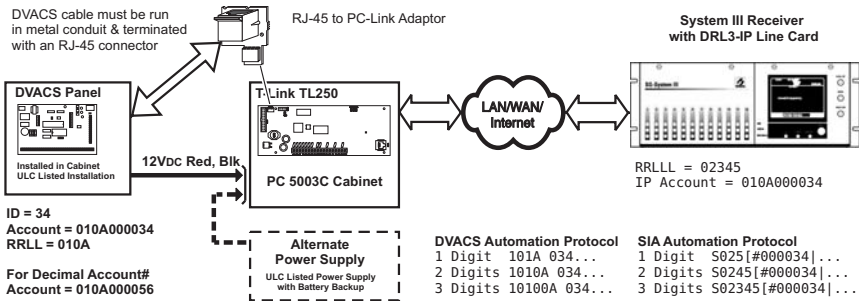 DVACS cable must be run
in metal conduit & terminated
with an RJ-45 connector
RJ-45 to PC-Link Adaptor
System III Receiver
with DRL3-IP Line Card
DVACS Panel
Installed in Cabinet
ULC Listed Installation
T-Link TL250
PC 5003C Cabinet
12VDC Red, Blk
LAN/WAN/
Internet
SG-System III
RRLLL = 02345
IP Account = 010A000034
ID = 34
Account = 010A000034
RRLL = 010A
For Decimal Account#
Account = 010A000056
Alternate
Power Supply
ULC Listed Power Supply
with Battery Backup
DVACS Automation Protocol
1 Digit 101A 034...
2 Digits 1010A 034...
3 Digits 10100A 034...
SIA Automation Protocol
1 Digit S025[#000034|...
2 Digits S0245[#000034|...
3 Digits S02345[#000034|...